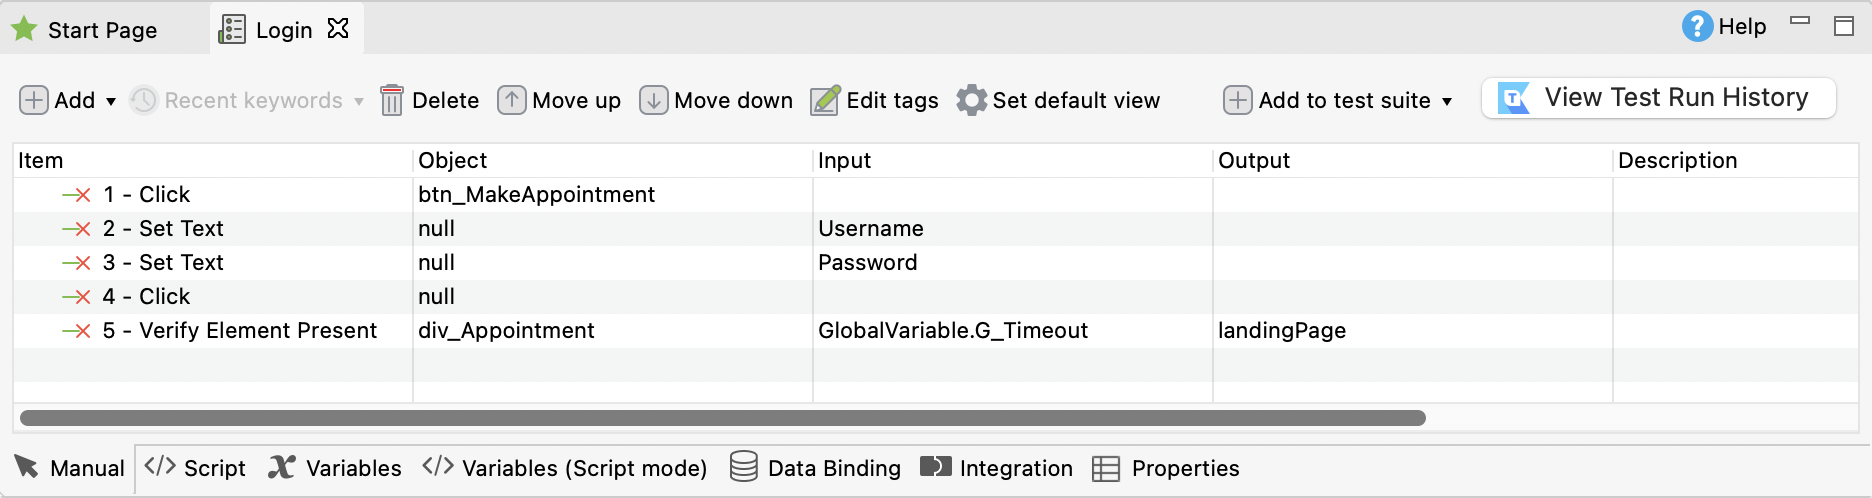 Start Page Login Help
Add Recent keywords Delete Move up Move down Edit tags Set default view Add to test suite View Test Run History
Item Object Input Output Description
1 - Click btn_MakeAppointment
2 - Set Text null Username
3 - Set Text null Password
4 - Click null
5 - Verify Element Present div_Appointment GlobalVariable.G_Timeout landingPage
Manual Script Variables Variables (Script mode) Data Binding Integration Properties